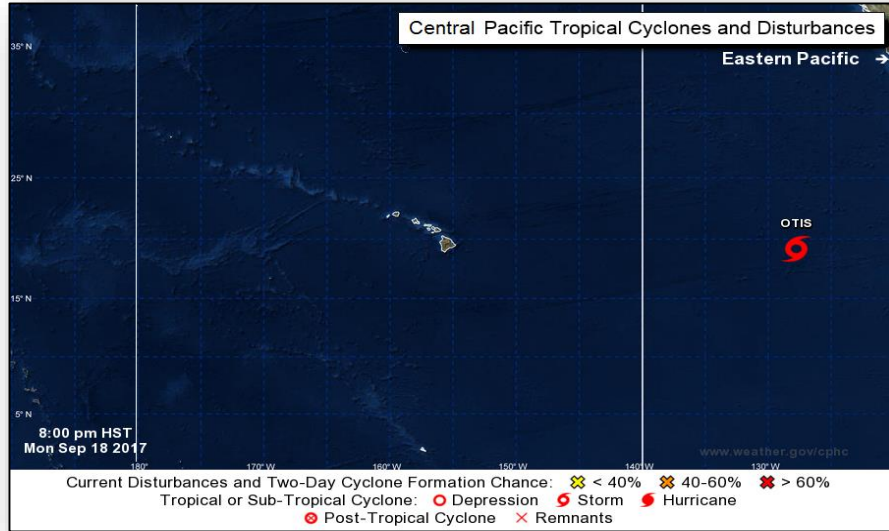 Central Pacific Tropical Cyclones and Disturbances
35° N
Eastern Pacific →
25° N
OTIS
15° N
5° N
8:00 pm HST
Mon Sep 18 2017
www.weather.gov/cphc
180° 170° W 160° W 150° W 140° W 130° W
Current Disturbances and Two-Day Cyclone Formation Chance: < 40% 40-60% > 60%
Tropical or Sub-Tropical Cyclone: Depression Storm Hurricane
Post-Tropical Cyclone Remnants